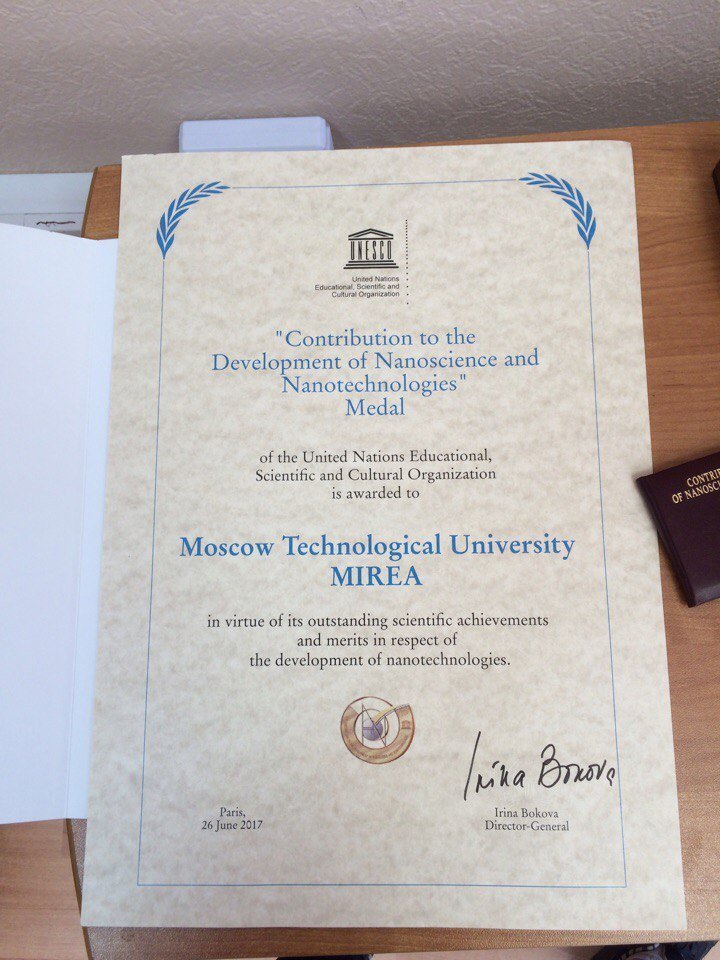 UNESCO
United Nations
Educational, Scientific and
Cultural Organization
"Contribution to the
Development of Nanoscience and
Nanotechnologies"
Medal
of the United Nations Educational,
Scientific and Cultural Organization
is awarded to
Moscow Technological University
MIREA
in virtue of its outstanding scientific achievements
and merits in respect of
the development of nanotechnologies.
Irina Bokova
Paris,
26 June 2017
Irina Bokova
Director-General
CONTRI
OF NANOSC